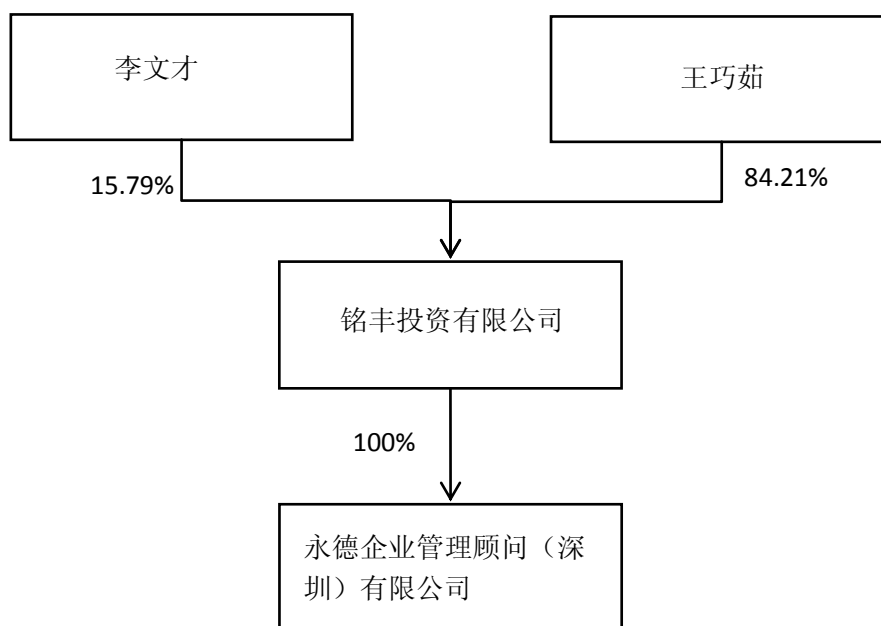 李文才
王巧茹
15.79%
84.21%
铭丰投资有限公司
100%
永德企业管理顾问（深
圳）有限公司